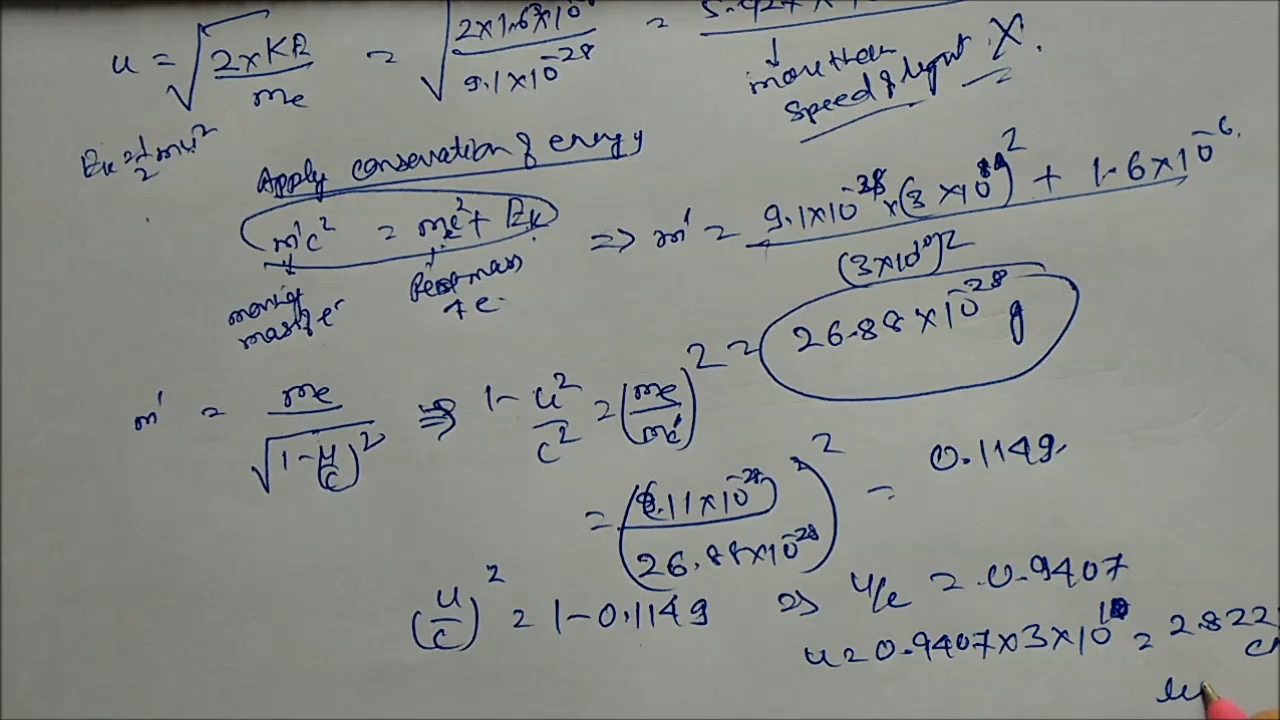 u = √(2×KE / me) = √(2×1.6×10 / 9.1×10⁻²⁸) = 5.427×1
more than speed of light X.
Ek = ½mu²
Apply conservation of energy
m'c² = mec² + Ek ⇒ m' = (9.1×10⁻²⁸×(3×10¹⁰)² + 1.6×10⁻⁶) / (3×10¹⁰)²
moving mass of e⁻
Rest mass of e⁻
= 26.88×10⁻²⁸ g
m' = me / √(1-(u/c)²) ⇒ 1 - u²/c² = (me/m')²
= (9.11×10⁻²⁸ / 26.88×10⁻²⁸)² = 0.1149
(u/c)² = 1-0.1149 ⇒ u/c = 0.9407
u = 0.9407×3×10¹⁰ = 2.822